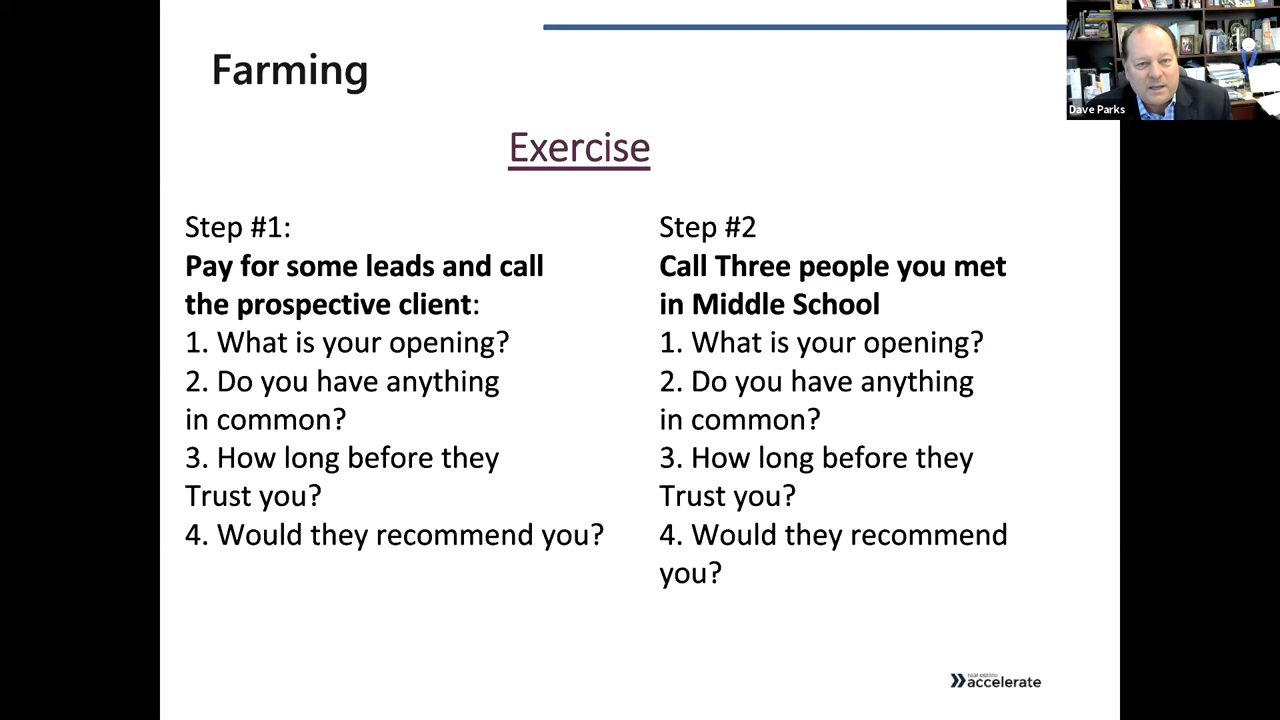 Farming
Exercise
Step #1:
Pay for some leads and call
the prospective client:
1. What is your opening?
2. Do you have anything
in common?
3. How long before they
Trust you?
4. Would they recommend you?
Step #2
Call Three people you met
in Middle School
1. What is your opening?
2. Do you have anything
in common?
3. How long before they
Trust you?
4. Would they recommend
you?
Dave Parks
accelerate